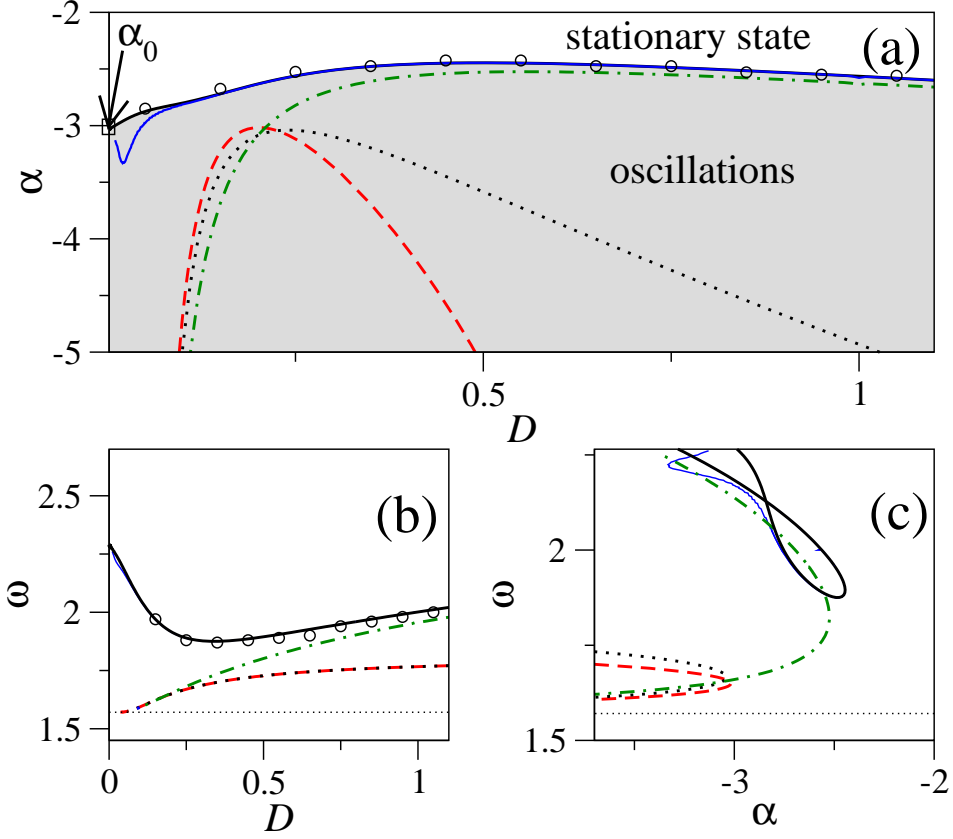 -2
α0
stationary state
(a)
-3
α
oscillations
-4
-5
0.5
1
D
2.5
(b)
(c)
ω
2
ω
2
1.5
1.5
0
0.5
1
-3
-2
D
α